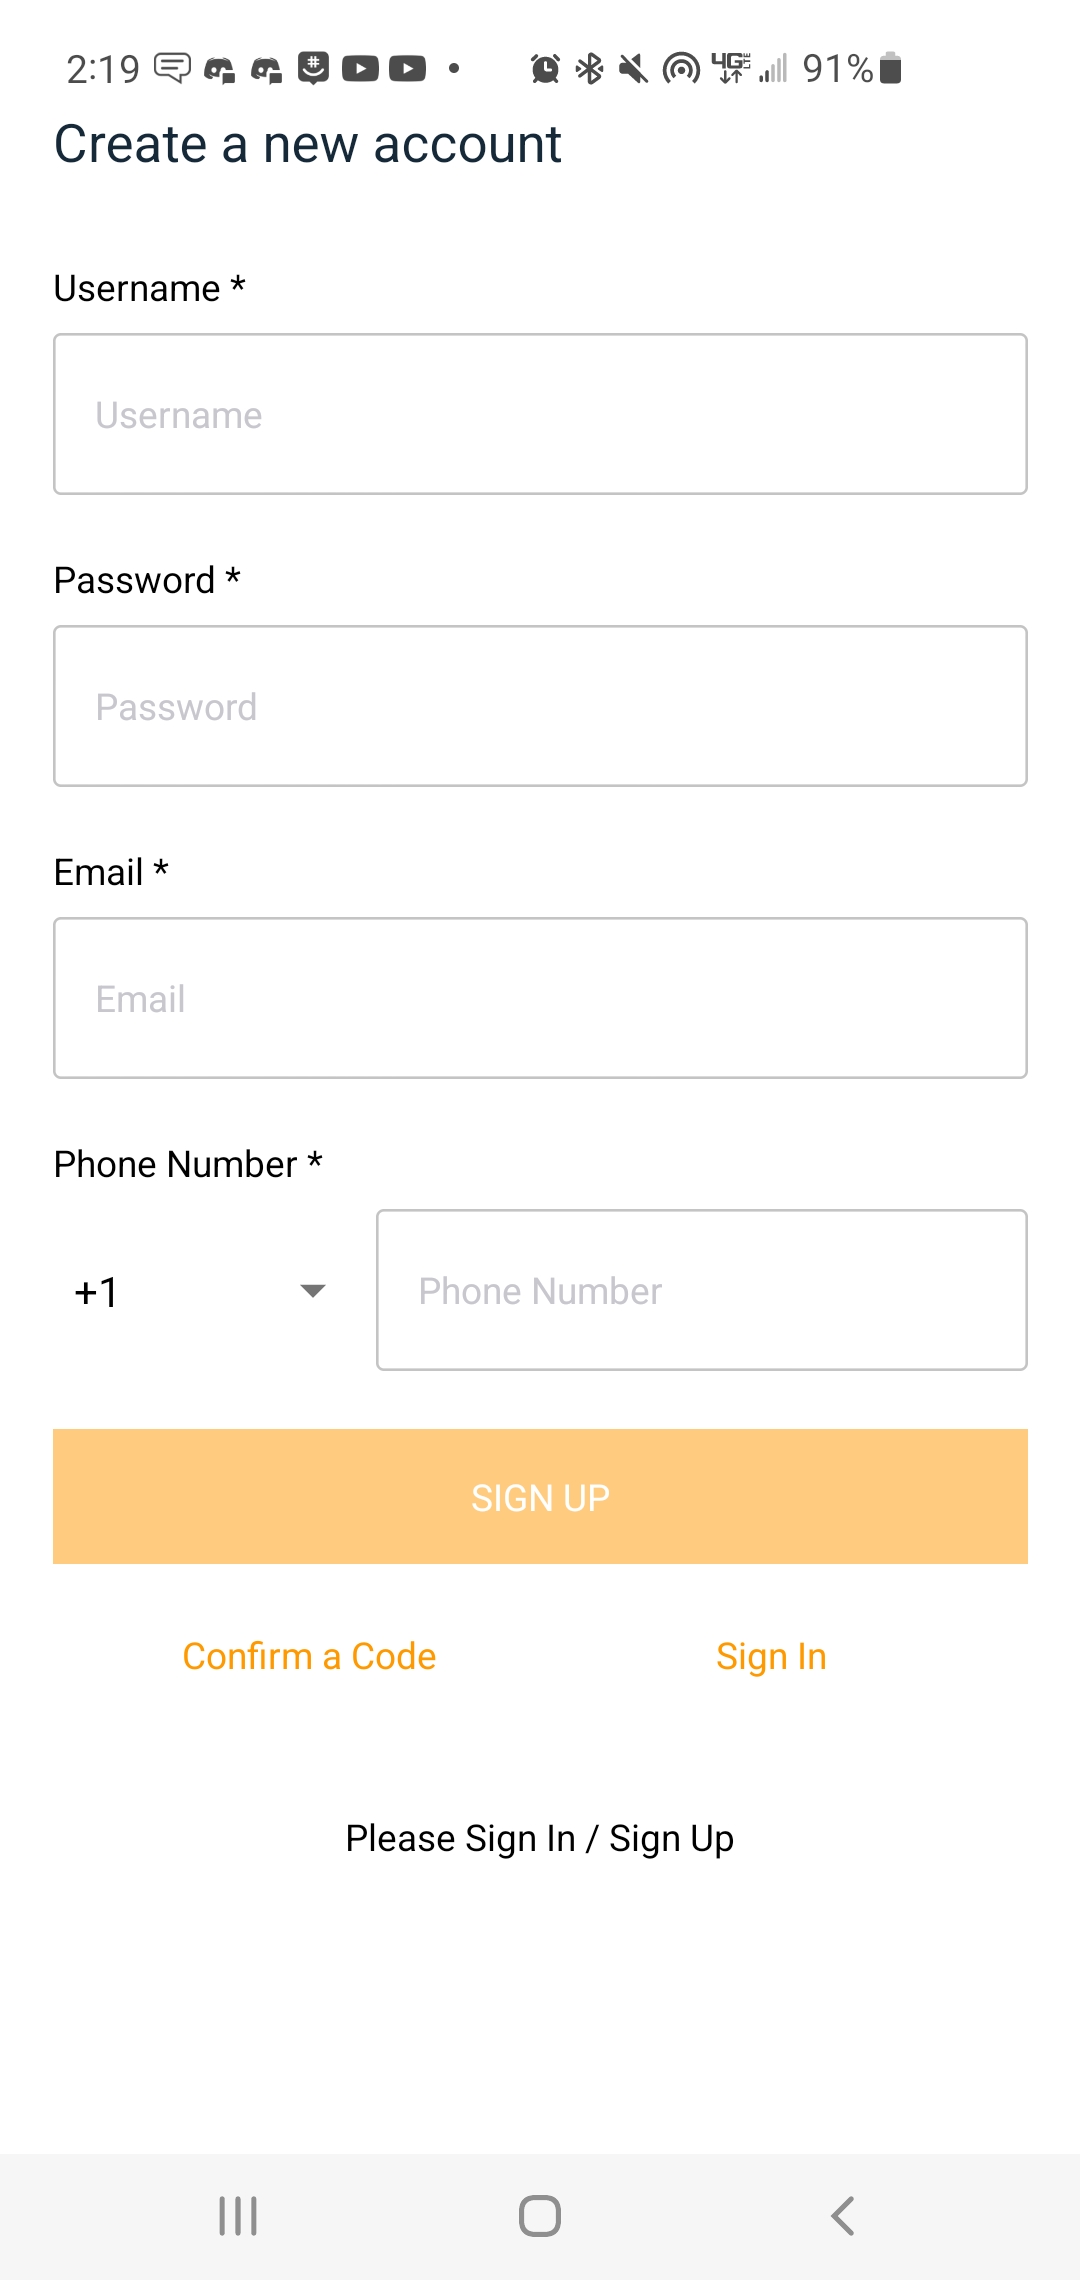 2:19 4G LTE 91%
Create a new account
Username *
Username
Password *
Password
Email *
Email
Phone Number *
+1 Phone Number
SIGN UP
Confirm a Code Sign In
Please Sign In / Sign Up